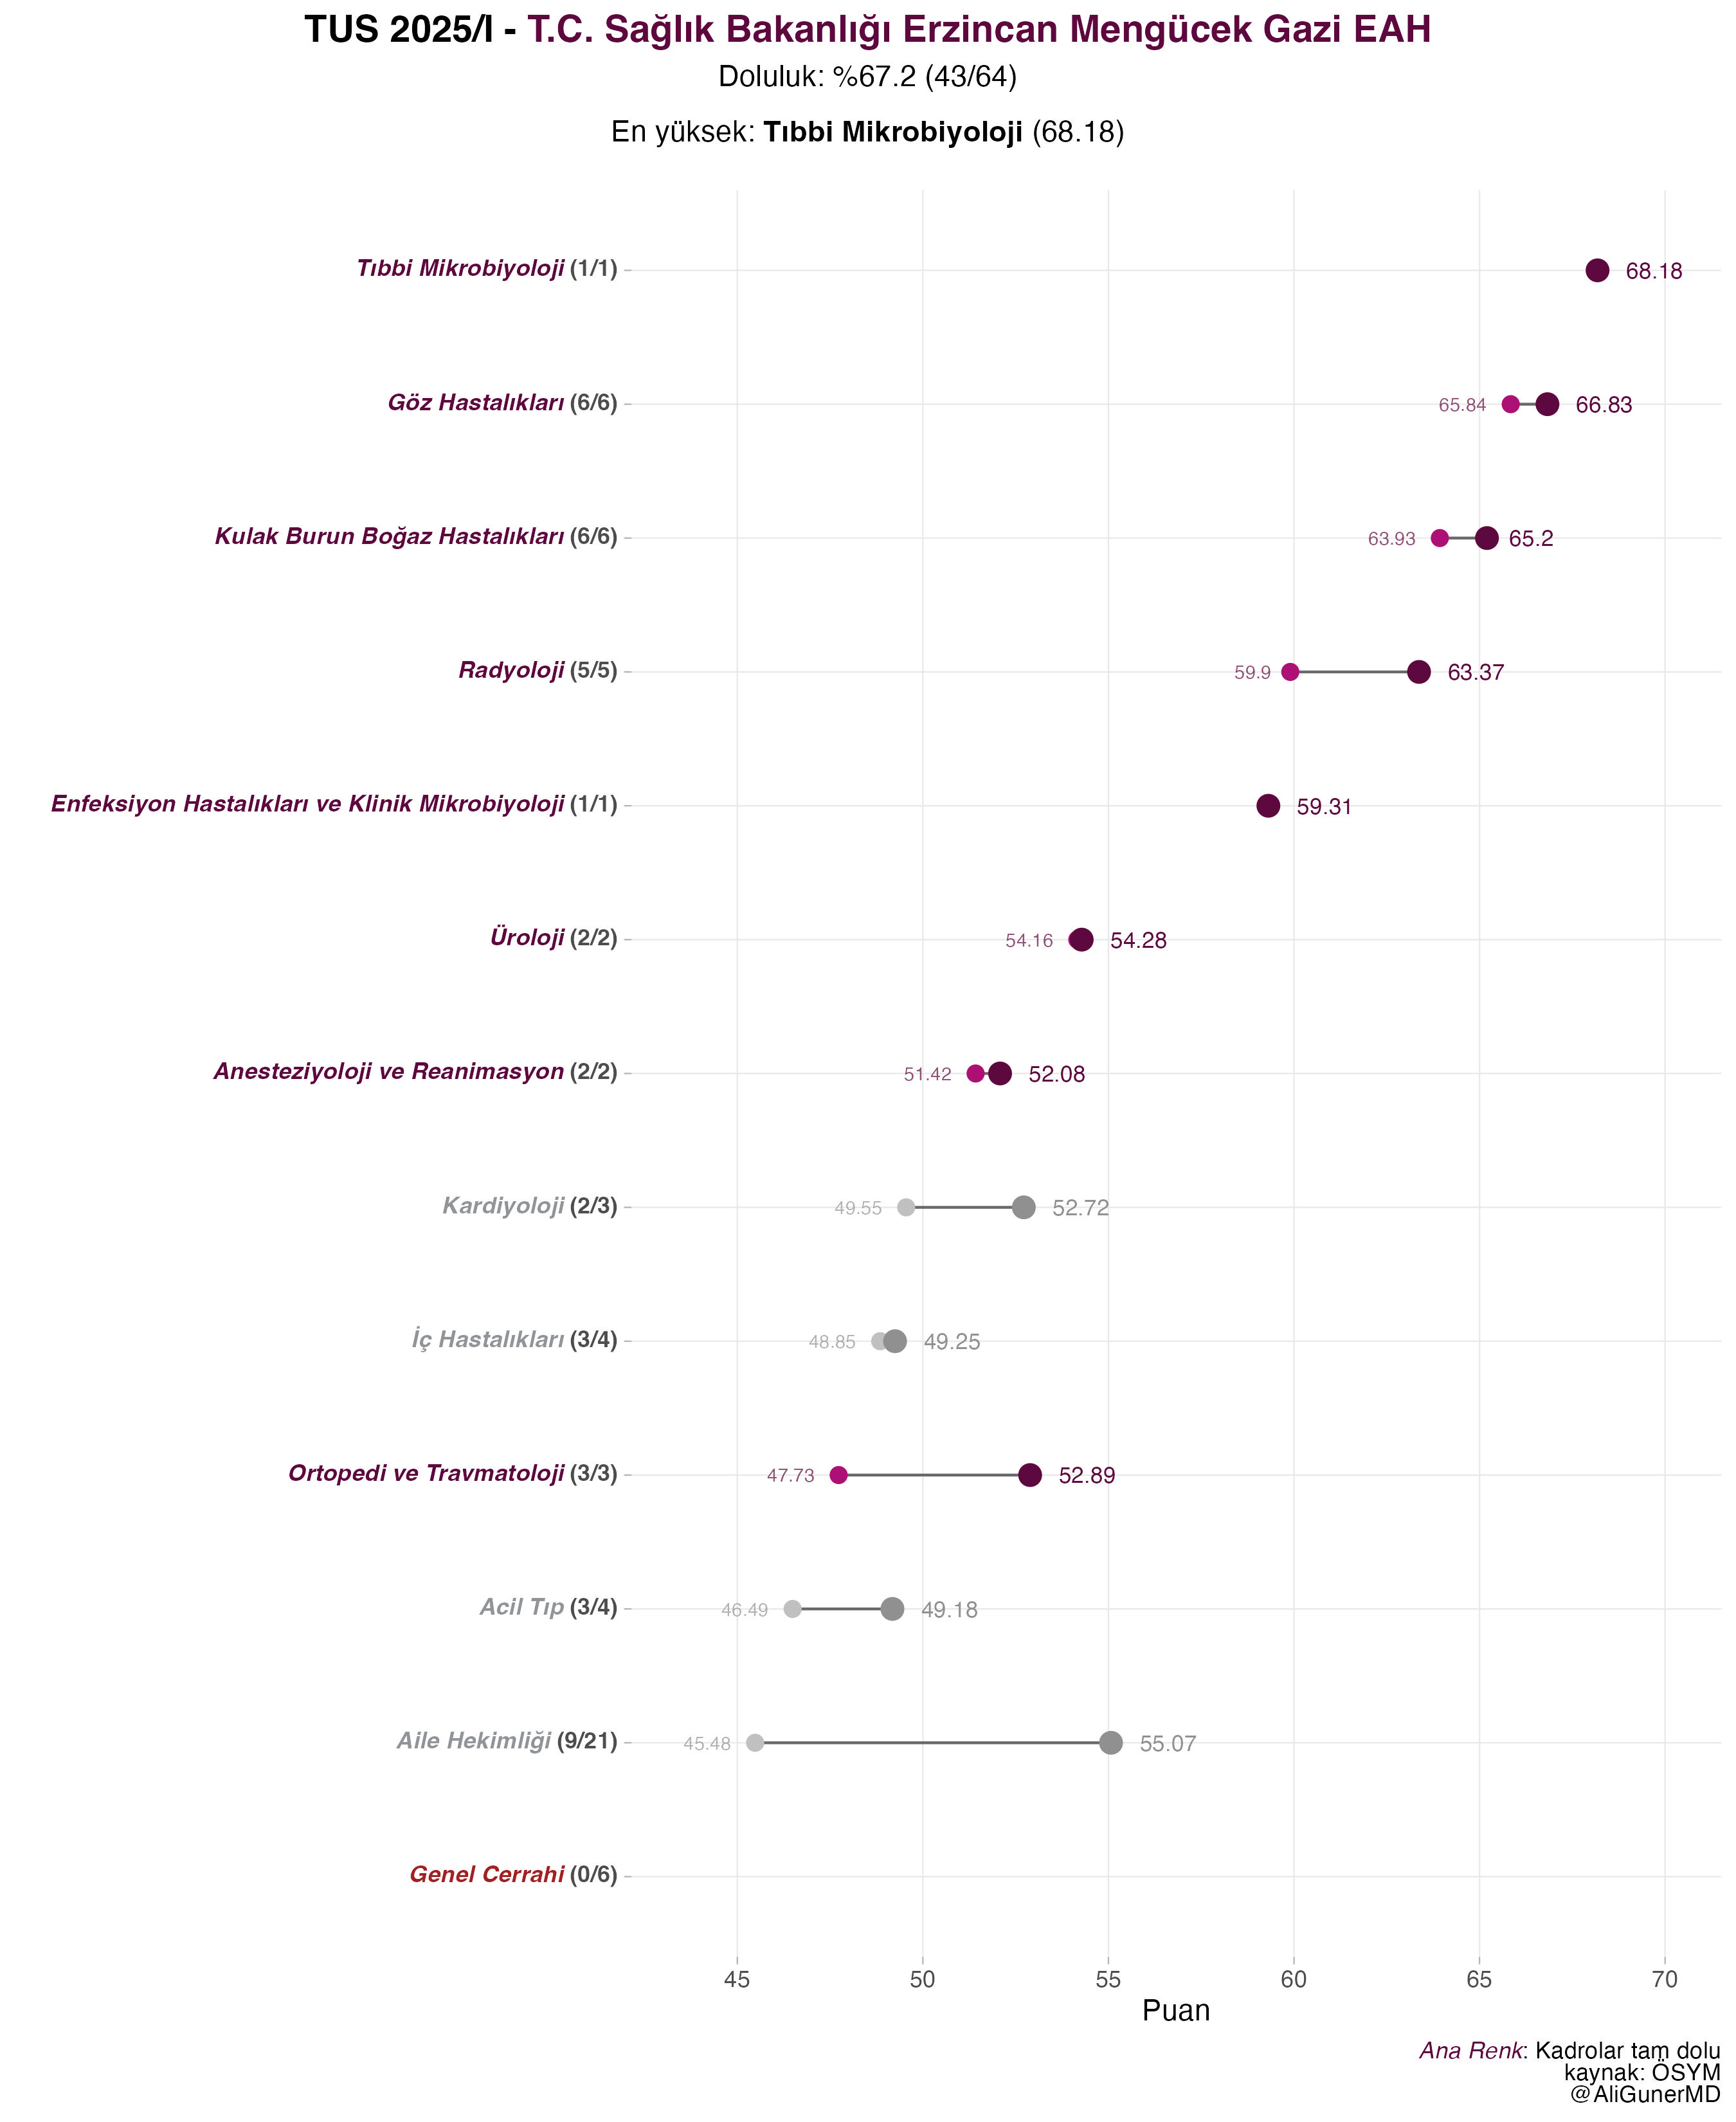 TUS 2025/I - T.C. Sağlık Bakanlığı Erzincan Mengücek Gazi EAH
Doluluk: %67.2 (43/64)
En yüksek: Tıbbi Mikrobiyoloji (68.18)
Tıbbi Mikrobiyoloji (1/1) 68.18
Göz Hastalıkları (6/6) 65.84 66.83
Kulak Burun Boğaz Hastalıkları (6/6) 63.93 65.2
Radyoloji (5/5) 59.9 63.37
Enfeksiyon Hastalıkları ve Klinik Mikrobiyoloji (1/1) 59.31
Üroloji (2/2) 54.16 54.28
Anesteziyoloji ve Reanimasyon (2/2) 51.42 52.08
Kardiyoloji (2/3) 49.55 52.72
İç Hastalıkları (3/4) 48.85 49.25
Ortopedi ve Travmatoloji (3/3) 47.73 52.89
Acil Tıp (3/4) 46.49 49.18
Aile Hekimliği (9/21) 45.48 55.07
Genel Cerrahi (0/6)
45 50 55 60 65 70
Puan
Ana Renk: Kadrolar tam dolu
kaynak: ÖSYM
@AliGunerMD